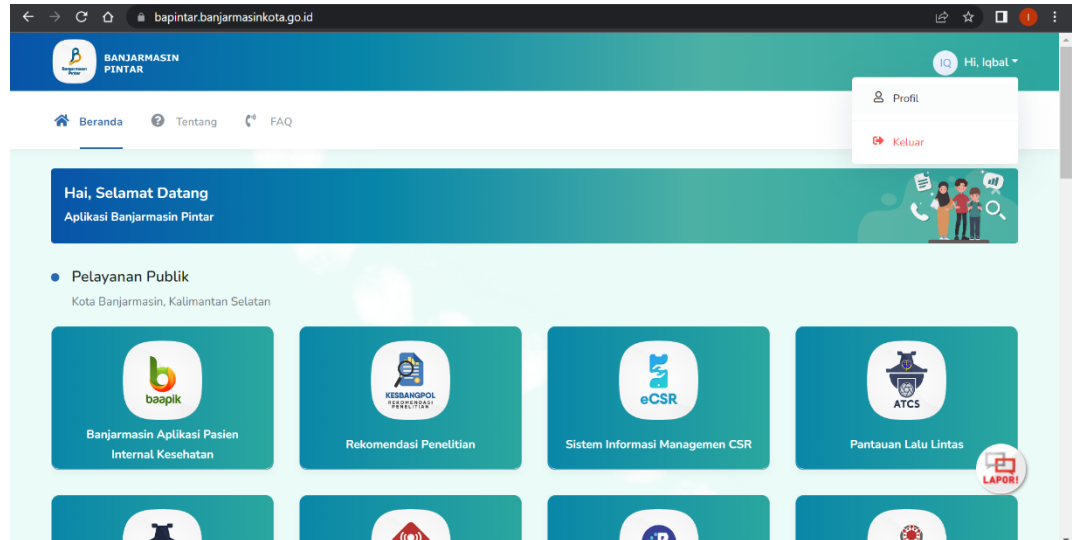 bapintar.banjarmasinkota.go.id
BANJARMASIN
PINTAR
IQ
Hi, Iqbal
Profil
Keluar
Beranda
Tentang
FAQ
Hai, Selamat Datang
Aplikasi Banjarmasin Pintar
Pelayanan Publik
Kota Banjarmasin, Kalimantan Selatan
baapik
Banjarmasin Aplikasi Pasien
Internal Kesehatan
KESBANGPOL
REKOMENDASI
PENELITIAN
Rekomendasi Penelitian
eCSR
Sistem Informasi Managemen CSR
ATCS
Pantauan Lalu Lintas
LAPOR!